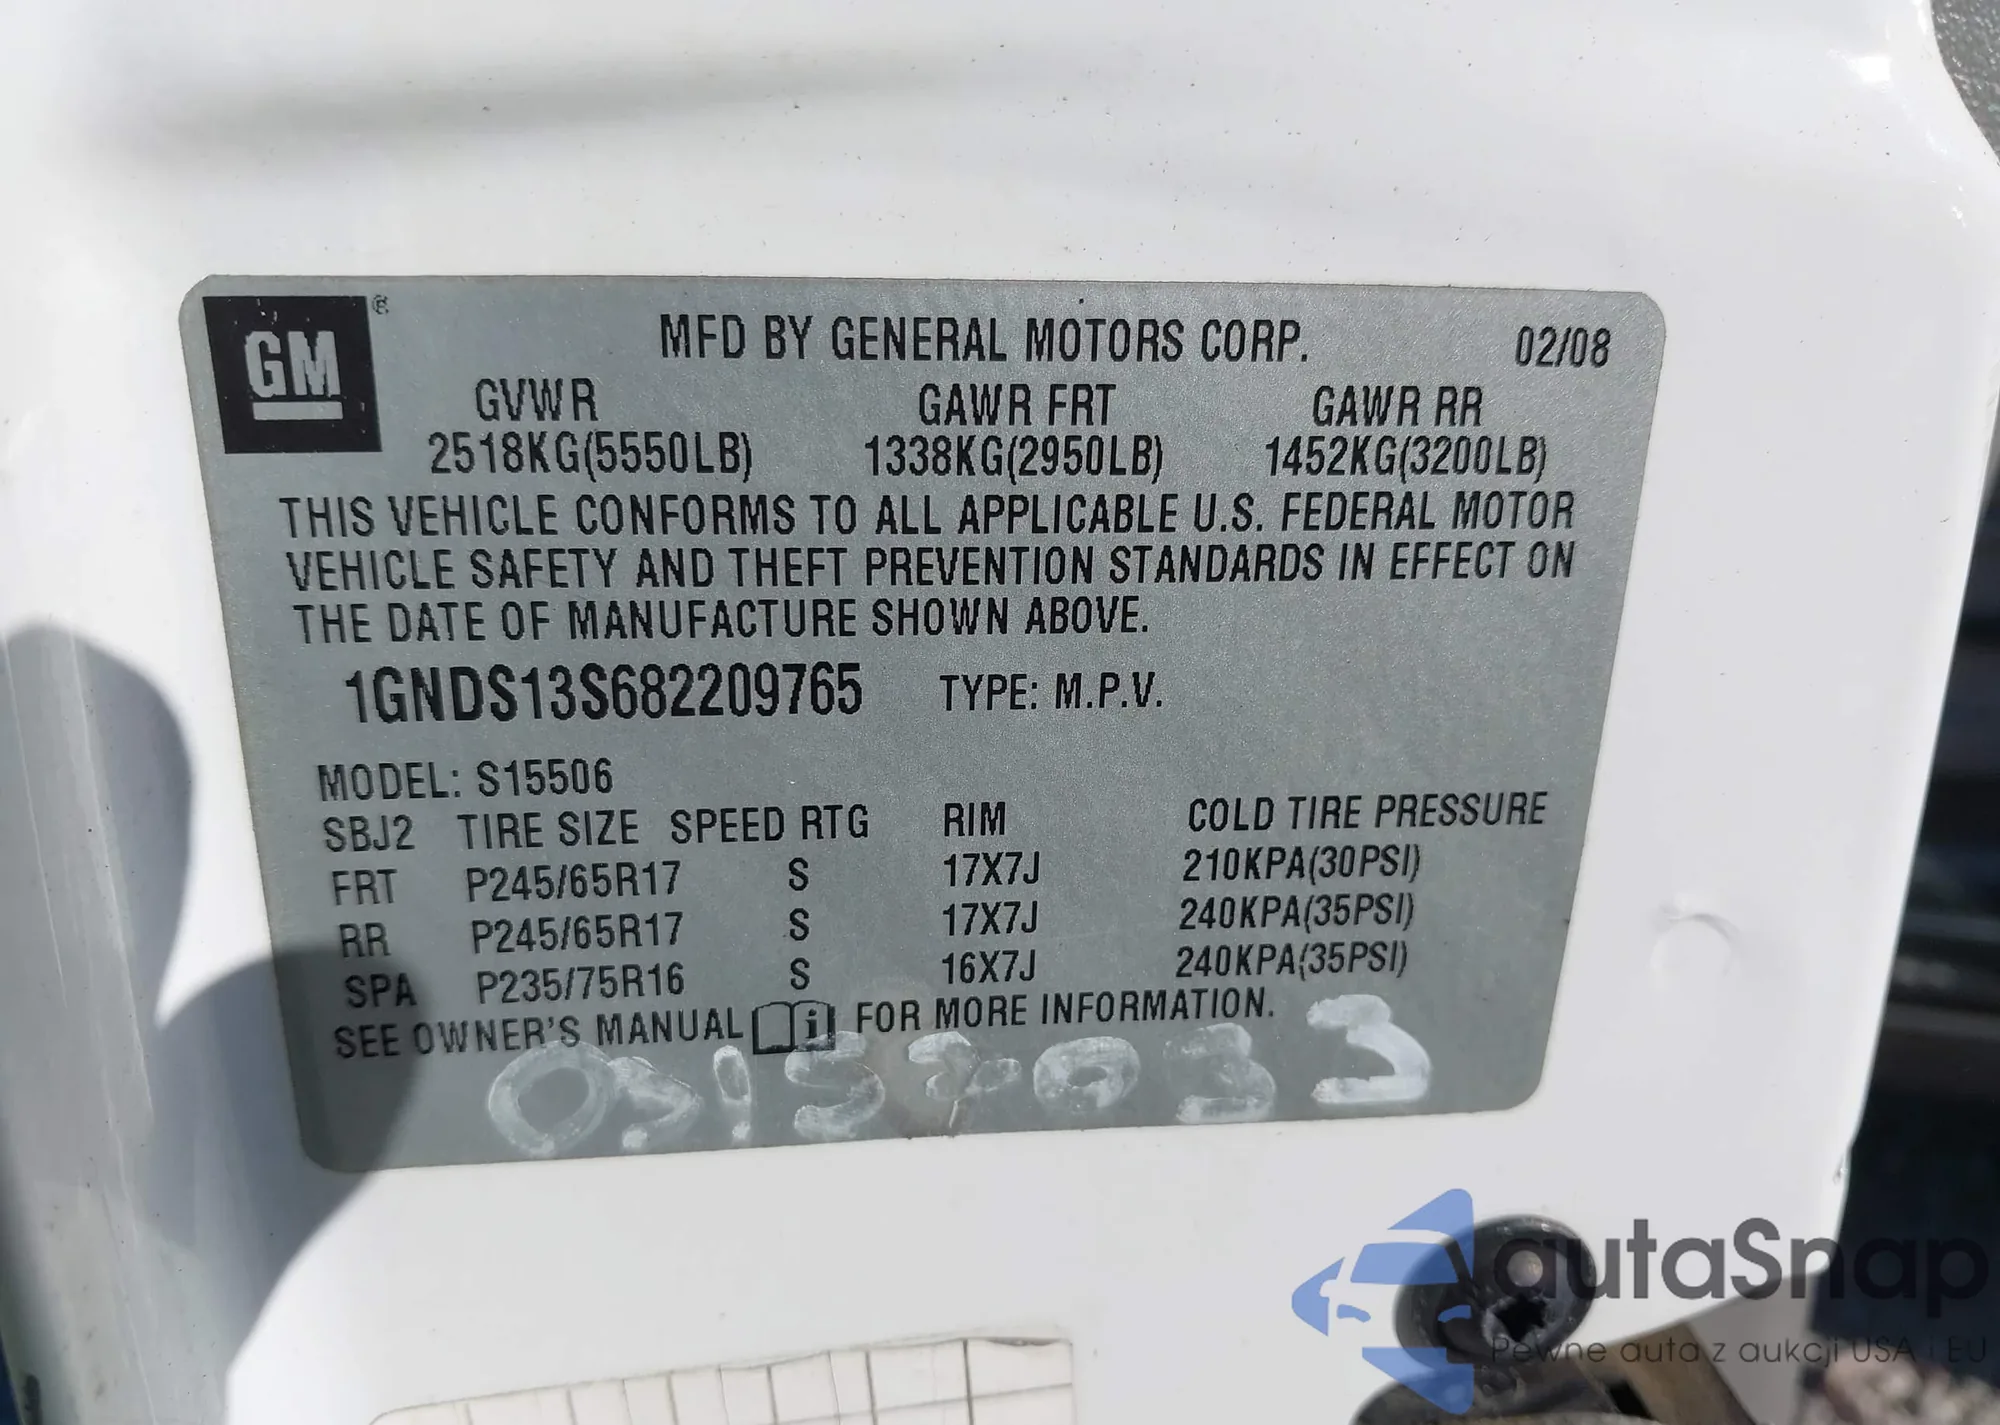 GM ®
MFD BY GENERAL MOTORS CORP. 02/08
GVWR GAWR FRT GAWR RR
2518KG(5550LB) 1338KG(2950LB) 1452KG(3200LB)
THIS VEHICLE CONFORMS TO ALL APPLICABLE U.S. FEDERAL MOTOR
VEHICLE SAFETY AND THEFT PREVENTION STANDARDS IN EFFECT ON
THE DATE OF MANUFACTURE SHOWN ABOVE.
1GNDS13S682209765 TYPE: M.P.V.
MODEL: S15506
SBJ2 TIRE SIZE SPEED RTG RIM COLD TIRE PRESSURE
FRT P245/65R17 S 17X7J 210KPA(30PSI)
RR P245/65R17 S 17X7J 240KPA(35PSI)
SPA P235/75R16 S 16X7J 240KPA(35PSI)
SEE OWNER'S MANUAL i FOR MORE INFORMATION.
autaSnap
Pewne auta z aukcji USA i EU